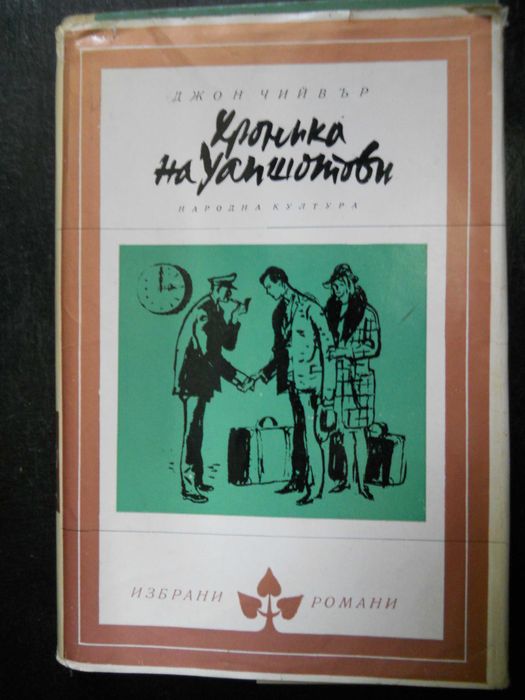 ДЖОН ЧИЙВЪР
Хроника
на Уапшотови
НАРОДНА КУЛТУРА
ИЗБРАНИ РОМАНИ